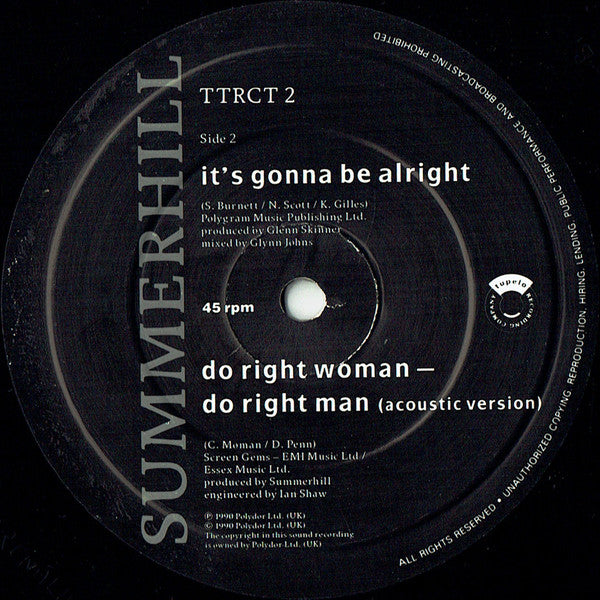 SUMMERHILL
TTRCT 2
Side 2
it's gonna be alright
(S. Burnett / N. Scott / K. Gilles)
Polygram Music Publishing Ltd.
produced by Glenn Skinner
mixed by Glynn Johns
45 rpm
tupelo
RECORDING COMPANY
do right woman –
do right man (acoustic version)
(C. Moman / D. Penn)
Screen Gems – EMI Music Ltd /
Essex Music Ltd.
produced by Summerhill
engineered by Ian Shaw
℗ 1990 Polydor Ltd. (UK)
© 1990 Polydor Ltd. (UK)
The copyright in this sound recording
is owned by Polydor Ltd. (UK)
ALL RIGHTS RESERVED • UNAUTHORIZED COPYING, REPRODUCTION, HIRING, LENDING, PUBLIC PERFORMANCE AND BROADCASTING PROHIBITED